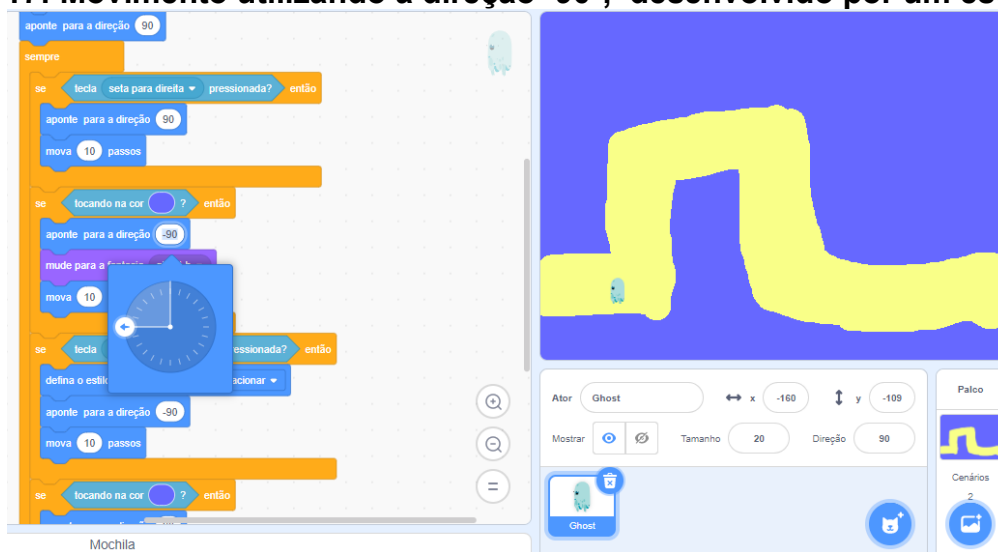 aponte para a direção 90
sempre
se tecla seta para direita pressionada? então
aponte para a direção 90
mova 10 passos
se tocando na cor ? então
aponte para a direção -90
mude para a
mova 10
se tecla pressionada? então
defina o estilo
aponte para a direção -90
mova 10 passos
se tocando na cor ? então
Mochila
Ator Ghost x -160 y -109
Mostrar Tamanho 20 Direção 90
Ghost
Palco
Cenários
2